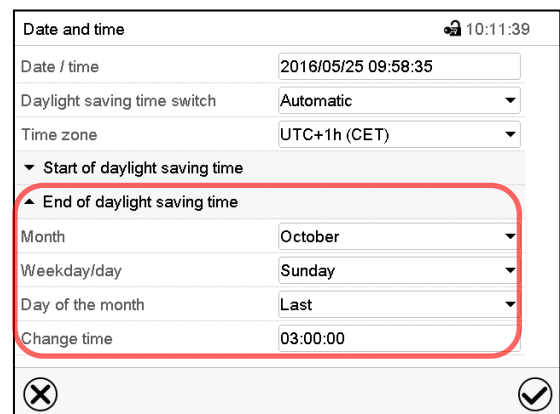 Date and time 10:11:39
Date / time 2016/05/25 09:58:35
Daylight saving time switch Automatic
Time zone UTC+1h (CET)
Start of daylight saving time
End of daylight saving time
Month October
Weekday/day Sunday
Day of the month Last
Change time 03:00:00